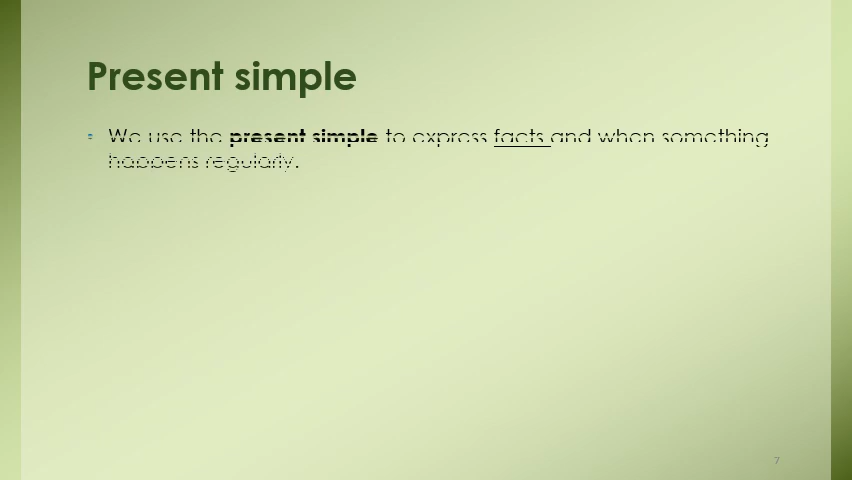 Present simple
• We use the present simple to express facts and when something
happens regularly.
7